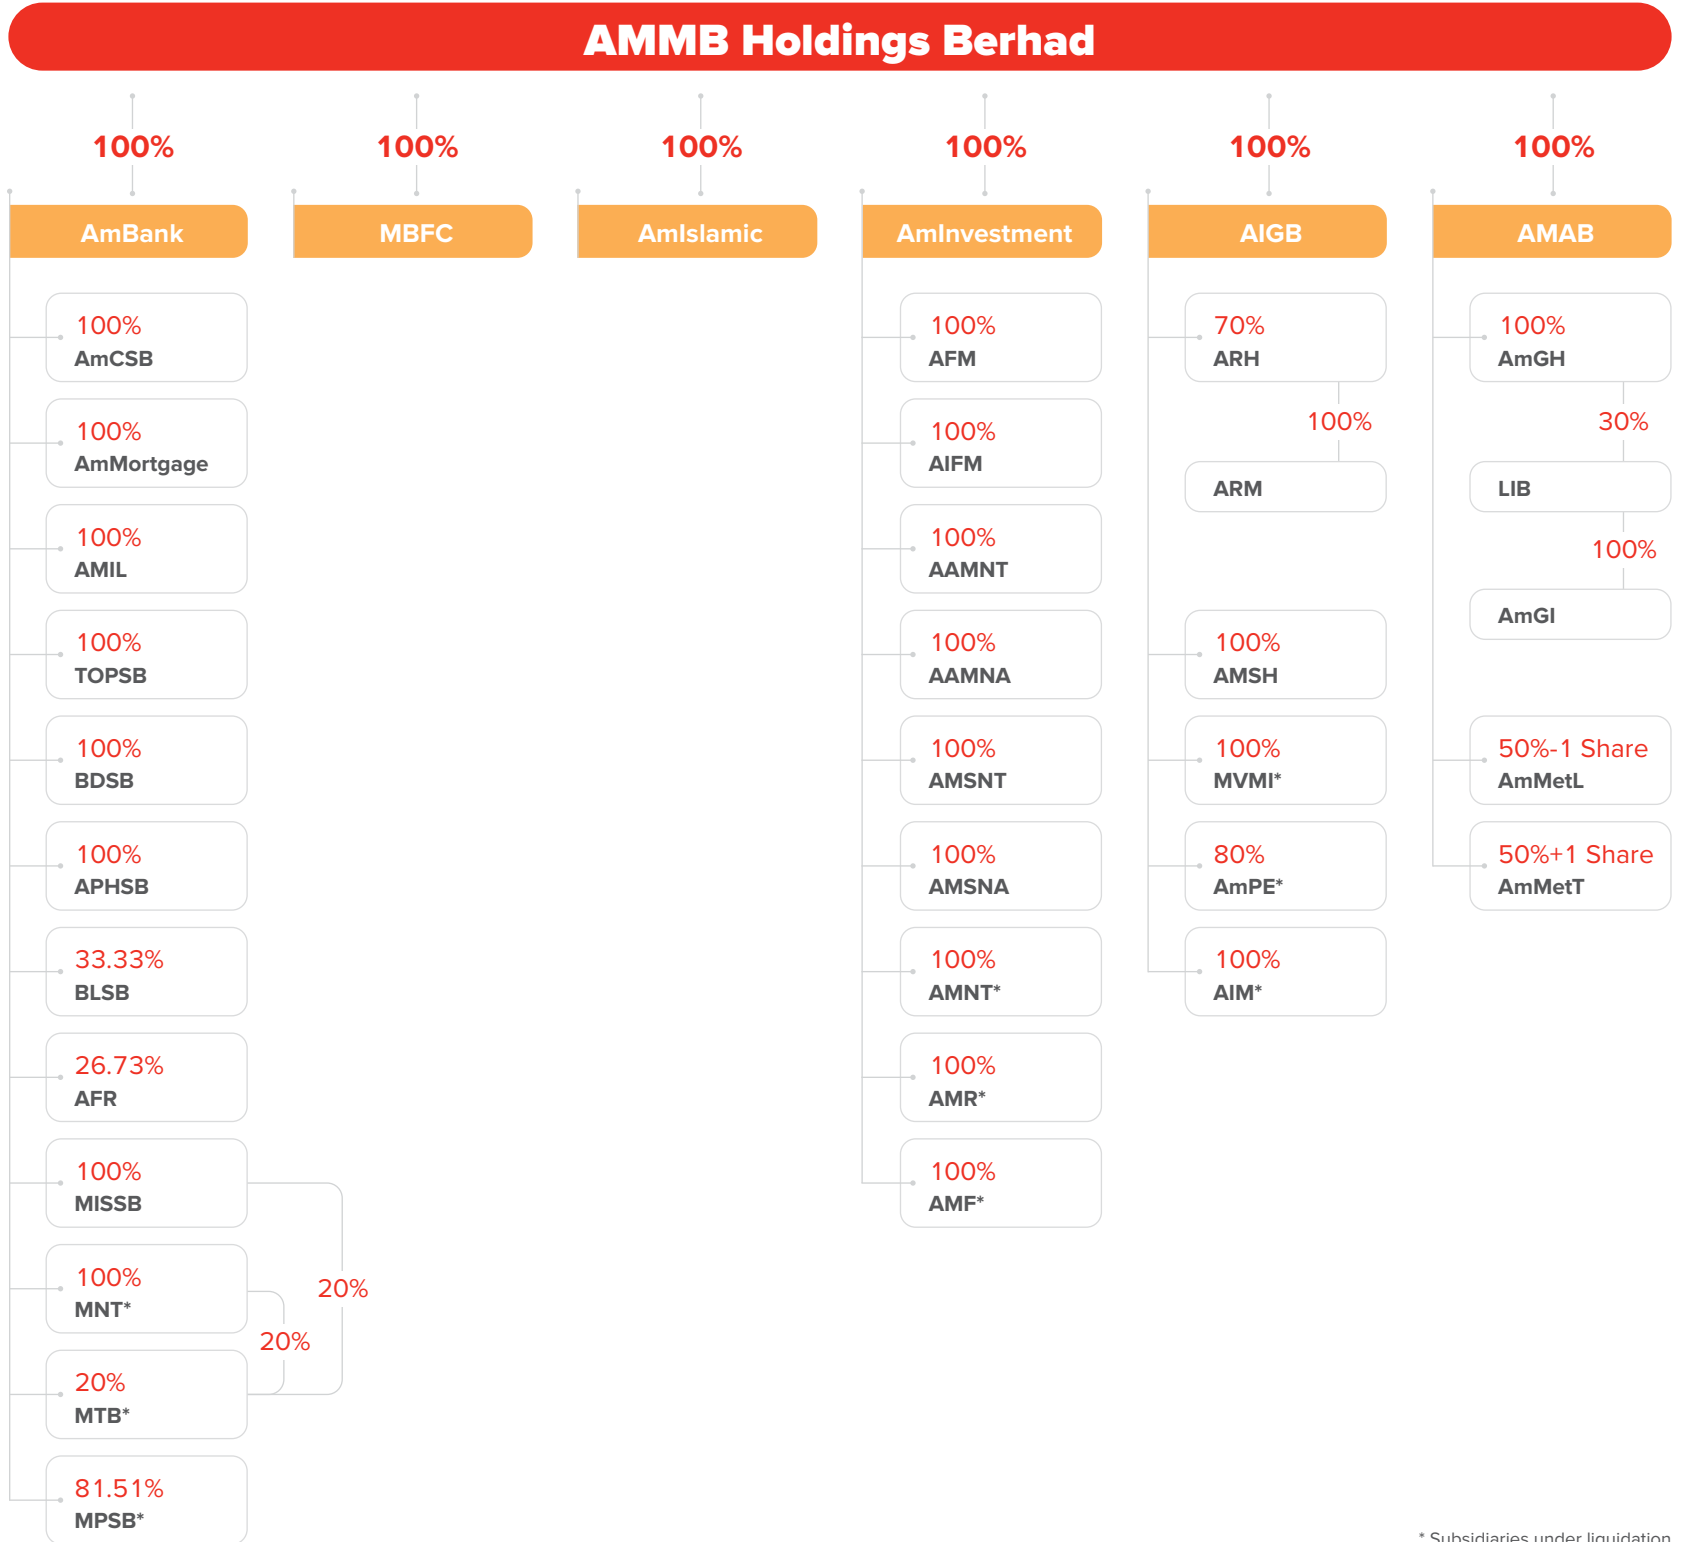 AMMB Holdings Berhad
100%
AmBank
100%
AmCSB
100%
AmMortgage
100%
AMIL
100%
TOPSB
100%
BDSB
100%
APHSB
33.33%
BLSB
26.73%
AFR
100%
MISSB
100%
MNT*
20%
MTB*
20%
20%
81.51%
MPSB*
100%
MBFC
100%
AmIslamic
100%
AmInvestment
100%
AFM
100%
AIFM
100%
AAMNT
100%
AAMNA
100%
AMSNT
100%
AMSNA
100%
AMNT*
100%
AMR*
100%
AMF*
100%
AIGB
70%
ARH
100%
ARM
100%
AMSH
100%
MVMI*
80%
AmPE*
100%
AIM*
100%
AMAB
100%
AmGH
30%
LIB
100%
AmGI
50%-1 Share
AmMetL
50%+1 Share
AmMetT
* Subsidiaries under liquidation